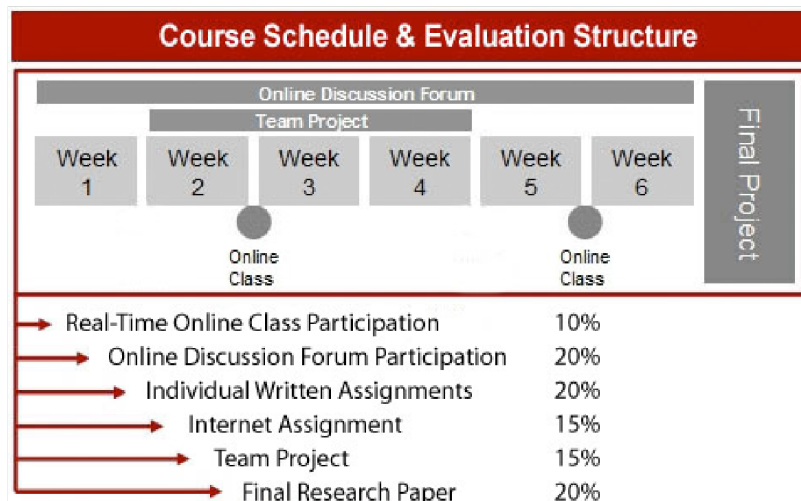 Course Schedule & Evaluation Structure
Online Discussion Forum
Team Project
Week 1
Week 2
Week 3
Week 4
Week 5
Week 6
Final Project
Online
Class
Online
Class
Real-Time Online Class Participation 10%
Online Discussion Forum Participation 20%
Individual Written Assignments 20%
Internet Assignment 15%
Team Project 15%
Final Research Paper 20%